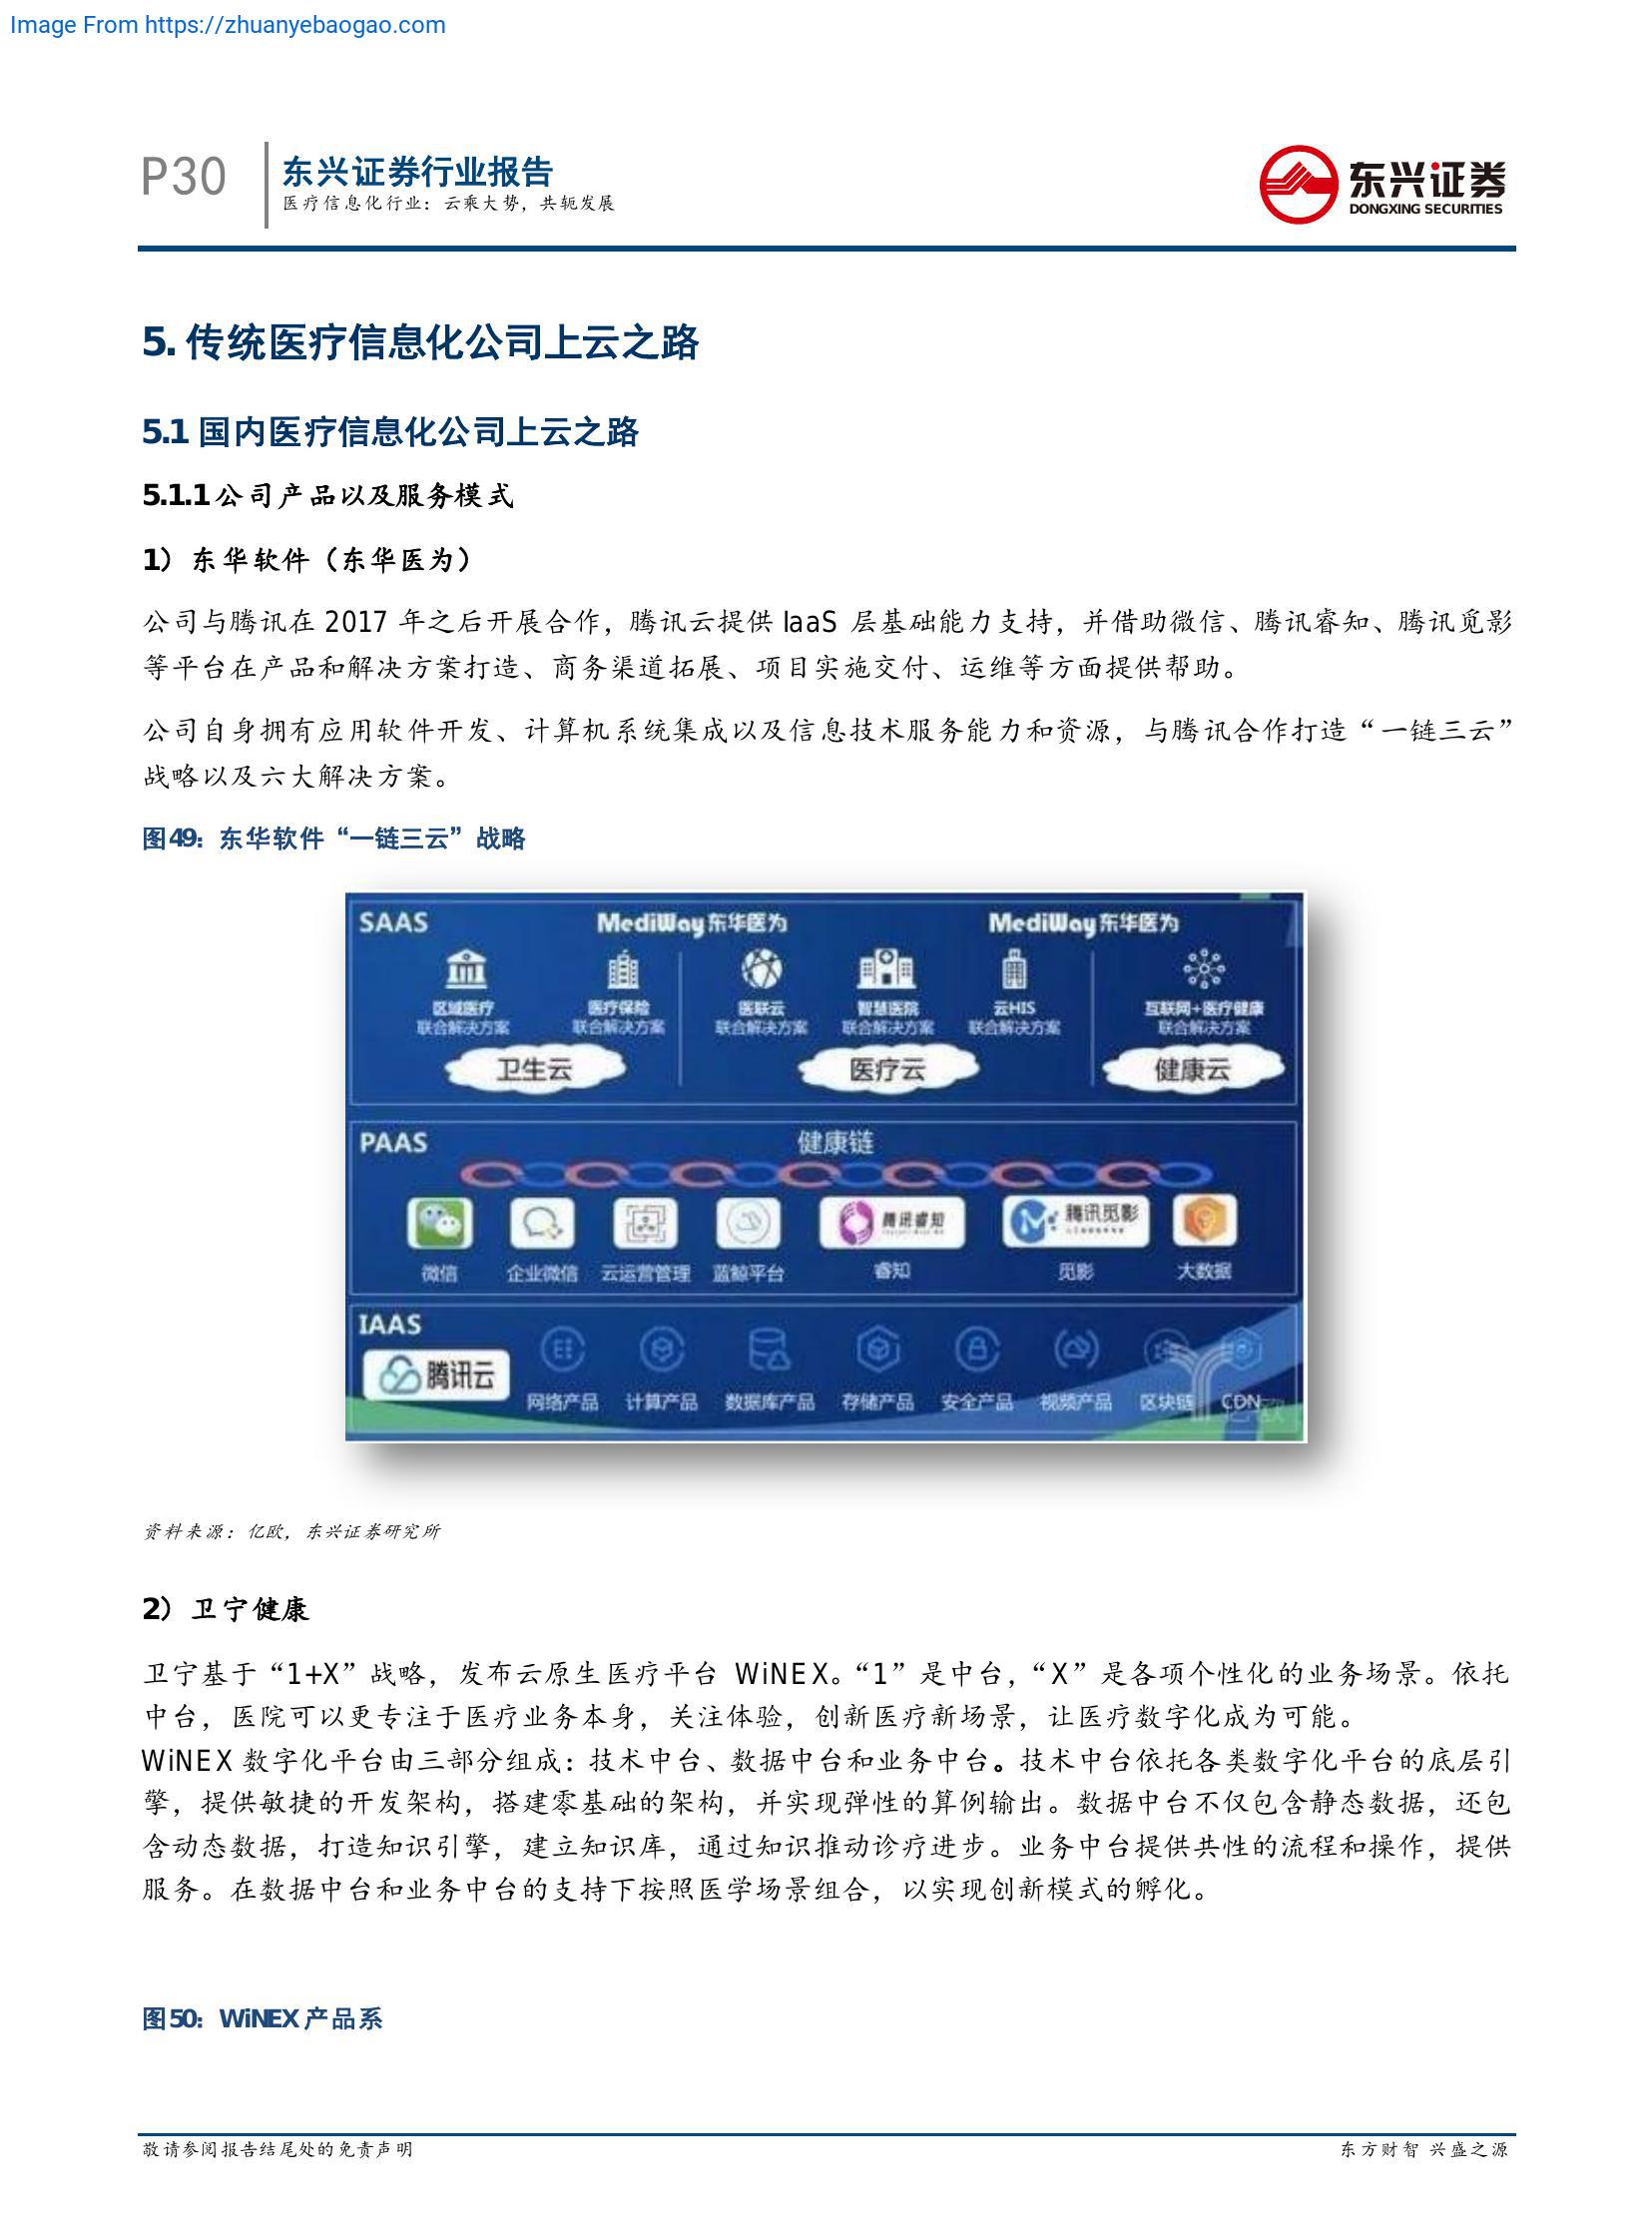 Image From https://zhuanyebaogao.com
P30
东兴证券行业报告
医疗信息化行业：云乘大势，共轭发展
东兴证券
DONGXING SECURITIES
5. 传统医疗信息化公司上云之路
5.1 国内医疗信息化公司上云之路
5.1.1 公司产品以及服务模式
1）东华软件（东华医为）
公司与腾讯在 2017 年之后开展合作，腾讯云提供 IaaS 层基础能力支持，并借助微信、腾讯睿知、腾讯觅影
等平台在产品和解决方案打造、商务渠道拓展、项目实施交付、运维等方面提供帮助。
公司自身拥有应用软件开发、计算机系统集成以及信息技术服务能力和资源，与腾讯合作打造“一链三云”
战略以及六大解决方案。
图49：东华软件“一链三云”战略
SAAS MediWay东华医为 MediWay东华医为
区域医疗 医疗保险 医联云 智慧医院 云HIS 互联网+医疗健康
联合解决方案 联合解决方案 联合解决方案 联合解决方案 联合解决方案 联合解决方案
卫生云 医疗云 健康云
PAAS 健康链
腾讯睿知 腾讯觅影
微信 企业微信 云运营管理 蓝鲸平台 睿知 觅影 大数据
IAAS
腾讯云
网络产品 计算产品 数据库产品 存储产品 安全产品 视频产品 区块链 CDN
资料来源：亿欧，东兴证券研究所
2）卫宁健康
卫宁基于“1+X”战略，发布云原生医疗平台 WiNEX。“1”是中台，“X”是各项个性化的业务场景。依托
中台，医院可以更专注于医疗业务本身，关注体验，创新医疗新场景，让医疗数字化成为可能。
WiNEX 数字化平台由三部分组成：技术中台、数据中台和业务中台。技术中台依托各类数字化平台的底层引
擎，提供敏捷的开发架构，搭建零基础的架构，并实现弹性的算例输出。数据中台不仅包含静态数据，还包
含动态数据，打造知识引擎，建立知识库，通过知识推动诊疗进步。业务中台提供共性的流程和操作，提供
服务。在数据中台和业务中台的支持下按照医学场景组合，以实现创新模式的孵化。
图50：WiNEX 产品系
敬请参阅报告结尾处的免责声明
东方财智 兴盛之源